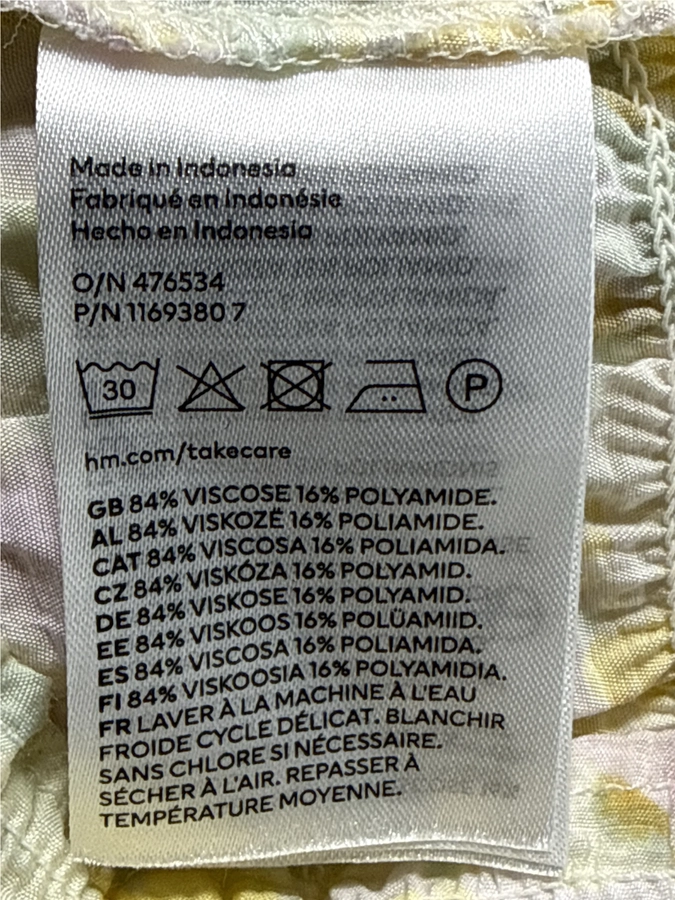 Made in Indonesia
Fabriqué en Indonésie
Hecho en Indonesia
O/N 476534
P/N 1169380 7
30 P
hm.com/takecare
GB 84% VISCOSE 16% POLYAMIDE.
AL 84% VISKOZË 16% POLIAMIDE.
CAT 84% VISCOSA 16% POLIAMIDA.
CZ 84% VISKÓZA 16% POLYAMID.
DE 84% VISKOSE 16% POLYAMID.
EE 84% VISKOOS 16% POLÜAMIID.
ES 84% VISCOSA 16% POLIAMIDA.
FI 84% VISKOOSIA 16% POLYAMIDIA.
FR LAVER À LA MACHINE À L'EAU
FROIDE CYCLE DÉLICAT. BLANCHIR
SANS CHLORE SI NÉCESSAIRE.
SÉCHER À L'AIR. REPASSER À
TEMPÉRATURE MOYENNE.